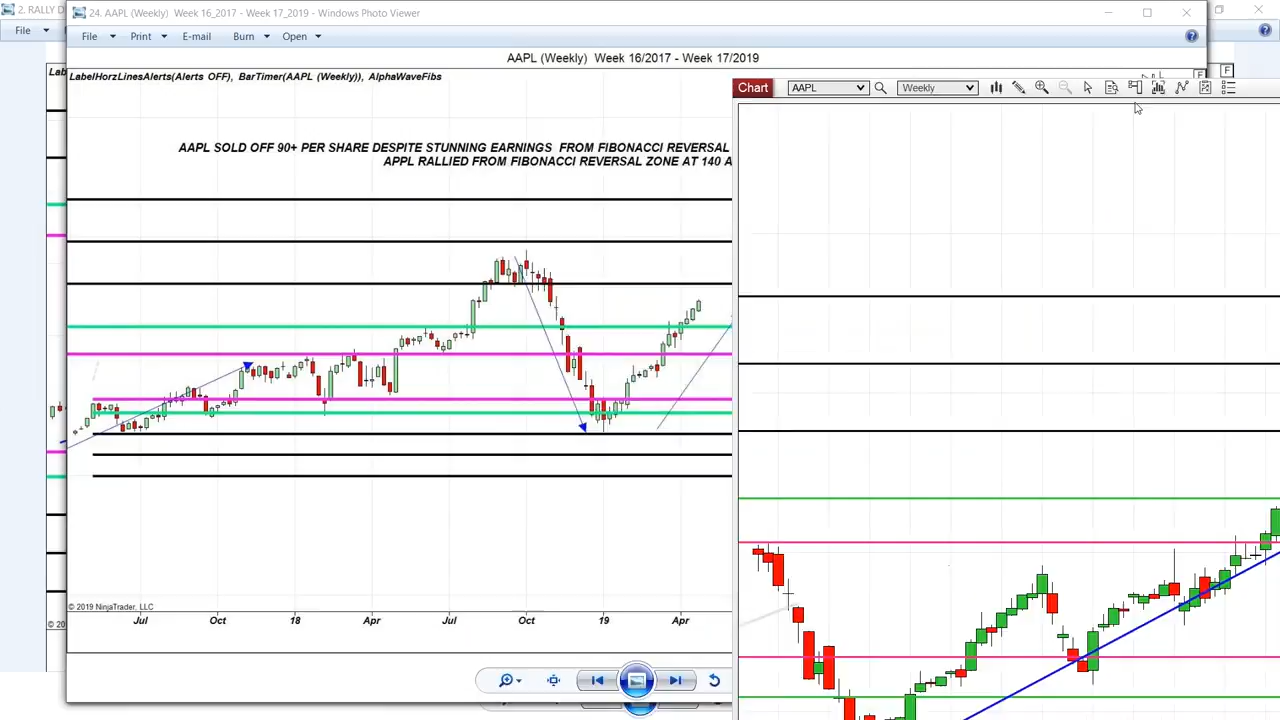 2. RALLY D
24. AAPL (Weekly) Week 16_2017 - Week 17_2019 - Windows Photo Viewer
File
File Print E-mail Burn Open
AAPL (Weekly) Week 16/2017 - Week 17/2019
Lab
LabelHorzLinesAlerts(Alerts OFF), BarTimer(AAPL (Weekly)), AlphaWaveFibs
F
F
Chart AAPL Weekly
AAPL SOLD OFF 90+ PER SHARE DESPITE STUNNING EARNINGS FROM FIBONACCI REVERSAL
APPL RALLIED FROM FIBONACCI REVERSAL ZONE AT 140 A
© 2019 NinjaTrader, LLC
© 20
Jul Oct 18 Apr Jul Oct 19 Apr